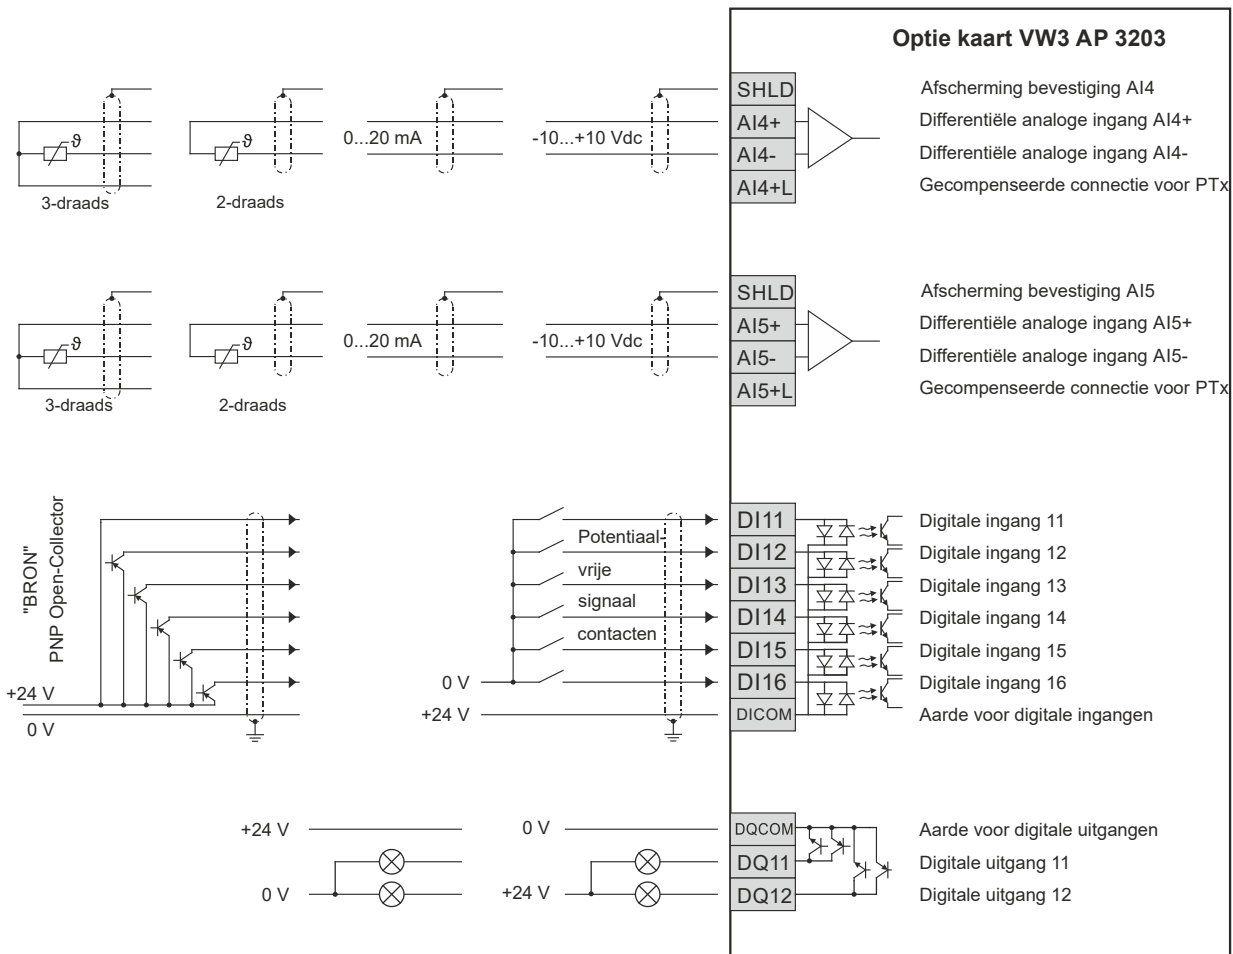 Optie kaart VW3 AP 3203
SHLD
Afscherming bevestiging AI4
AI4+
Differentiële analoge ingang AI4+
ϑ
ϑ
0...20 mA
-10...+10 Vdc
AI4-
Differentiële analoge ingang AI4-
AI4+L
Gecompenseerde connectie voor PTx
3-draads
2-draads
SHLD
Afscherming bevestiging AI5
AI5+
Differentiële analoge ingang AI5+
ϑ
ϑ
0...20 mA
-10...+10 Vdc
AI5-
Differentiële analoge ingang AI5-
AI5+L
Gecompenseerde connectie voor PTx
3-draads
2-draads
"BRON"
PNP Open-Collector
+24 V
0 V
Potentiaal-
vrije
signaal
contacten
0 V
+24 V
DI11
Digitale ingang 11
DI12
Digitale ingang 12
DI13
Digitale ingang 13
DI14
Digitale ingang 14
DI15
Digitale ingang 15
DI16
Digitale ingang 16
DICOM
Aarde voor digitale ingangen
+24 V
0 V
DQCOM
Aarde voor digitale uitgangen
DQ11
Digitale uitgang 11
0 V
+24 V
DQ12
Digitale uitgang 12